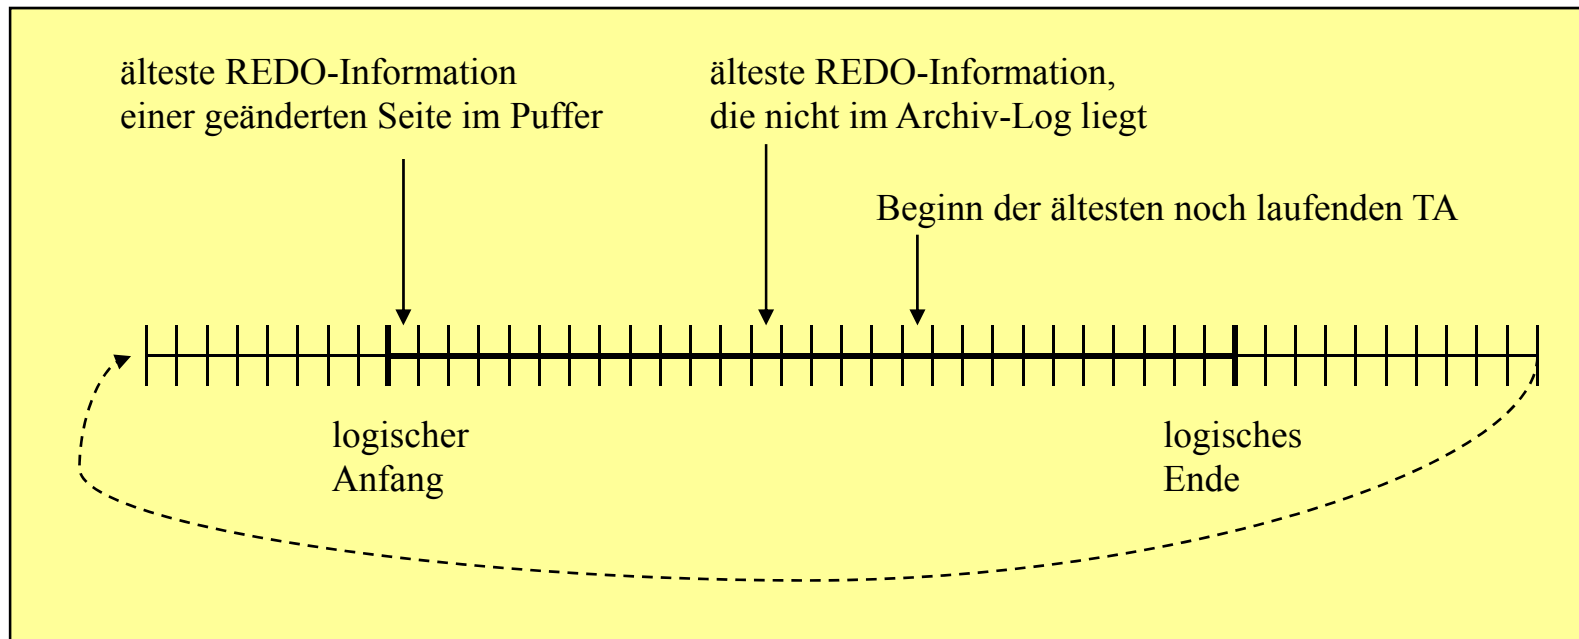 älteste REDO-Information
einer geänderten Seite im Puffer
älteste REDO-Information,
die nicht im Archiv-Log liegt
Beginn der ältesten noch laufenden TA
logischer
Anfang
logisches
Ende